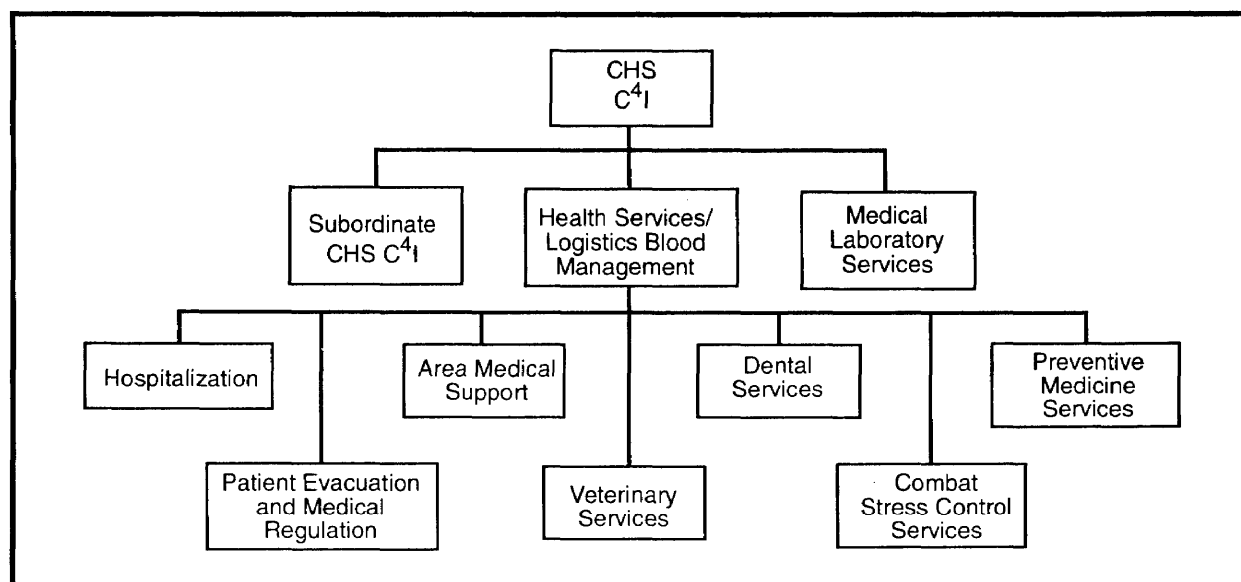 CHS
C⁴I
Subordinate
CHS C⁴I
Health Services/
Logistics Blood
Management
Medical
Laboratory
Services
Hospitalization
Area Medical
Support
Dental
Services
Preventive
Medicine
Services
Patient Evacuation
and Medical
Regulation
Veterinary
Services
Combat
Stress Control
Services